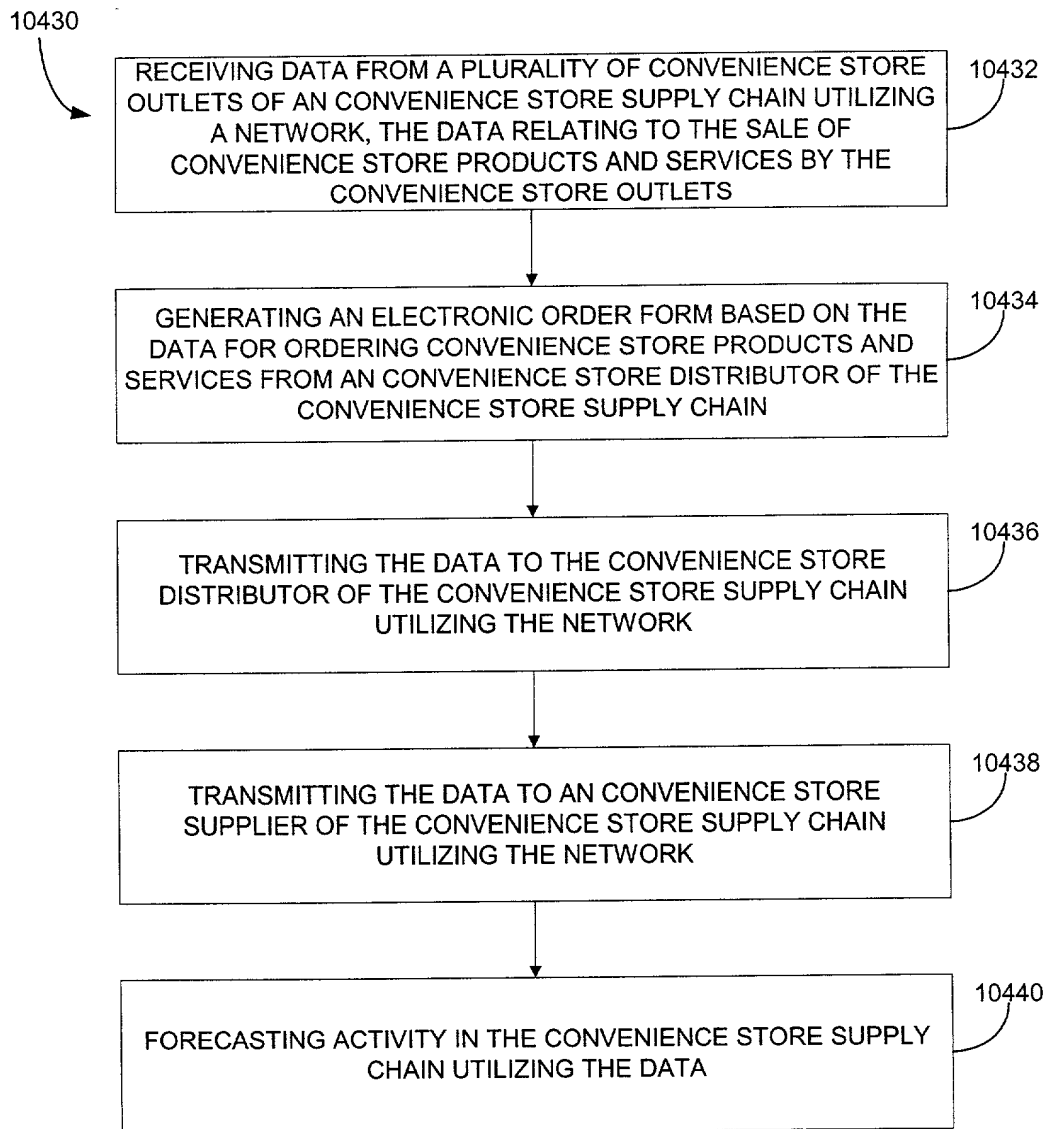 10430
RECEIVING DATA FROM A PLURALITY OF CONVENIENCE STORE
OUTLETS OF AN CONVENIENCE STORE SUPPLY CHAIN UTILIZING
A NETWORK, THE DATA RELATING TO THE SALE OF
CONVENIENCE STORE PRODUCTS AND SERVICES BY THE
CONVENIENCE STORE OUTLETS
10432
GENERATING AN ELECTRONIC ORDER FORM BASED ON THE
DATA FOR ORDERING CONVENIENCE STORE PRODUCTS AND
SERVICES FROM AN CONVENIENCE STORE DISTRIBUTOR OF THE
CONVENIENCE STORE SUPPLY CHAIN
10434
TRANSMITTING THE DATA TO THE CONVENIENCE STORE
DISTRIBUTOR OF THE CONVENIENCE STORE SUPPLY CHAIN
UTILIZING THE NETWORK
10436
TRANSMITTING THE DATA TO AN CONVENIENCE STORE
SUPPLIER OF THE CONVENIENCE STORE SUPPLY CHAIN
UTILIZING THE NETWORK
10438
FORECASTING ACTIVITY IN THE CONVENIENCE STORE SUPPLY
CHAIN UTILIZING THE DATA
10440